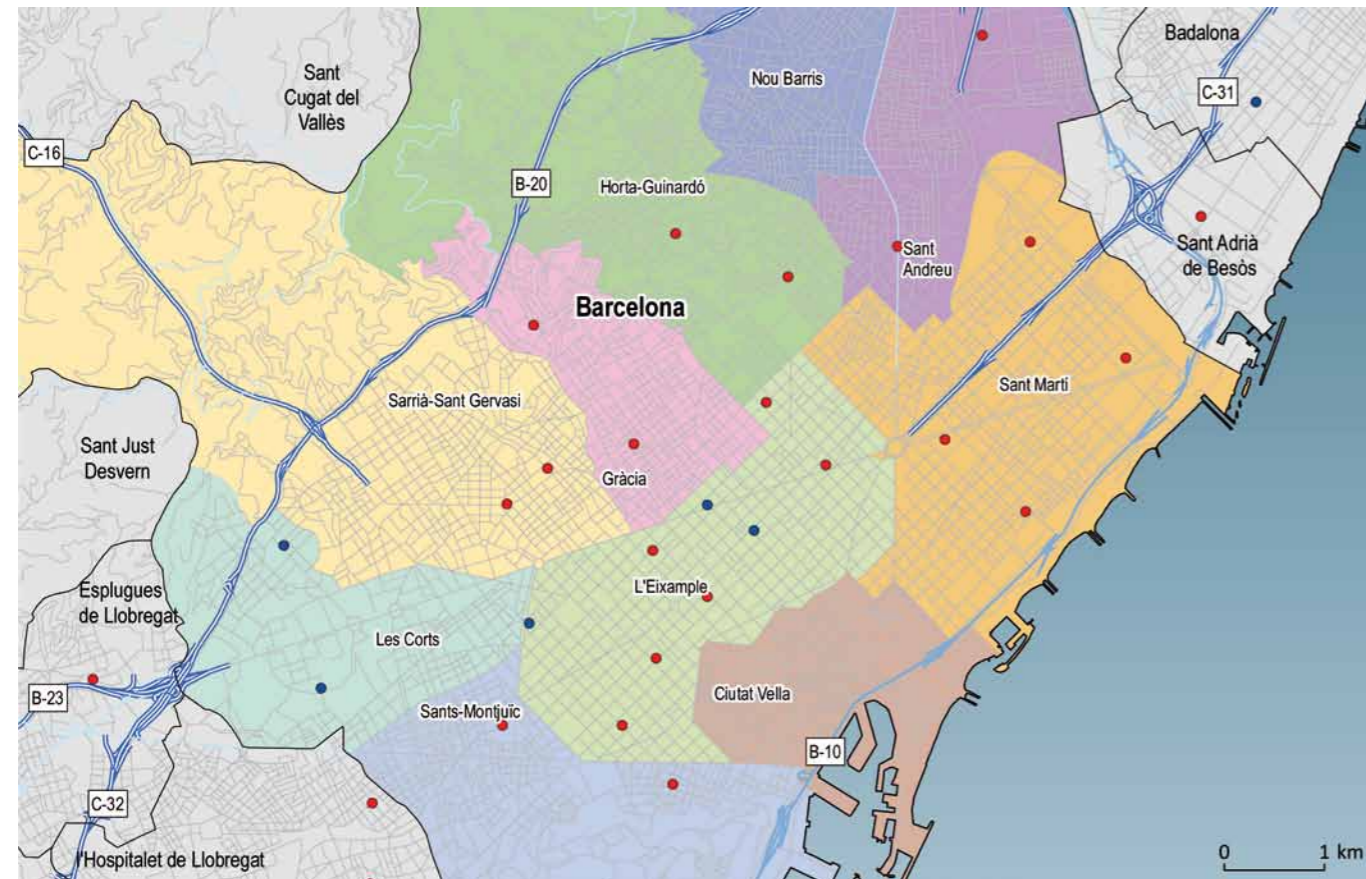 Badalona
Sant
Cugat del
Vallès
Nou Barris
C-31
C-16
B-20
Horta-Guinardó
Sant
Andreu
Sant Adrià
de Besòs
Barcelona
Sant Martí
Sarrià-Sant Gervasi
Sant Just
Desvern
Gràcia
Esplugues
de Llobregat
L'Eixample
Les Corts
B-23
Ciutat Vella
Sants-Montjuïc
B-10
C-32
l'Hospitalet de Llobregat
0 1 km